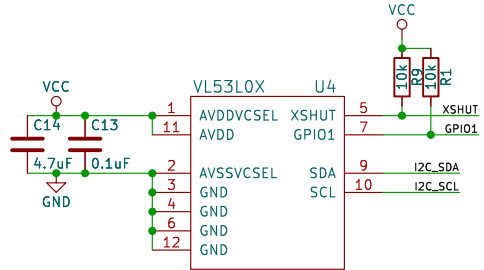 VCC
VL53L0X U4
10k R9 10k R1
VCC
1 AVDDVCSEL XSHUT 5 XSHUT
C14 C13
11 AVDD GPIO1 7 GPIO1
4.7uF 0.1uF
2 AVSSVCSEL SDA 9 I2C_SDA
3 GND SCL 10 I2C_SCL
GND
4 GND
6 GND
12 GND